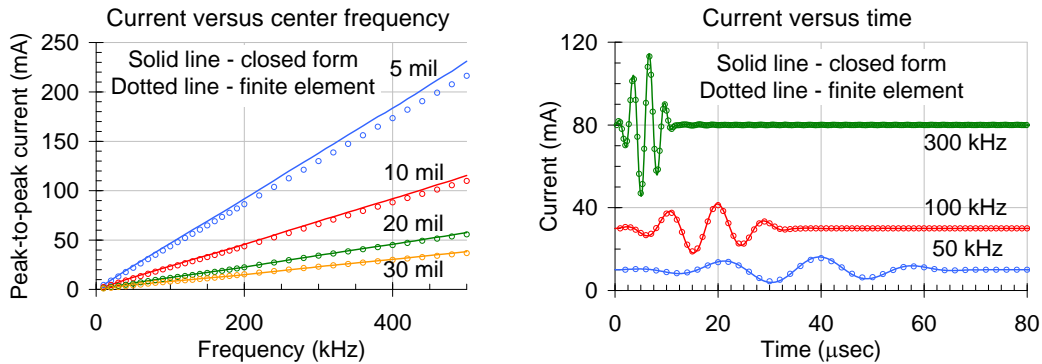 Current versus center frequency
Peak-to-peak current (mA)
250
200
150
100
50
0
Solid line - closed form
Dotted line - finite element
5 mil
10 mil
20 mil
30 mil
0
200
400
Frequency (kHz)
Current versus time
Current (mA)
120
80
40
0
Solid line - closed form
Dotted line - finite element
300 kHz
100 kHz
50 kHz
0
20
40
60
80
Time (μsec)